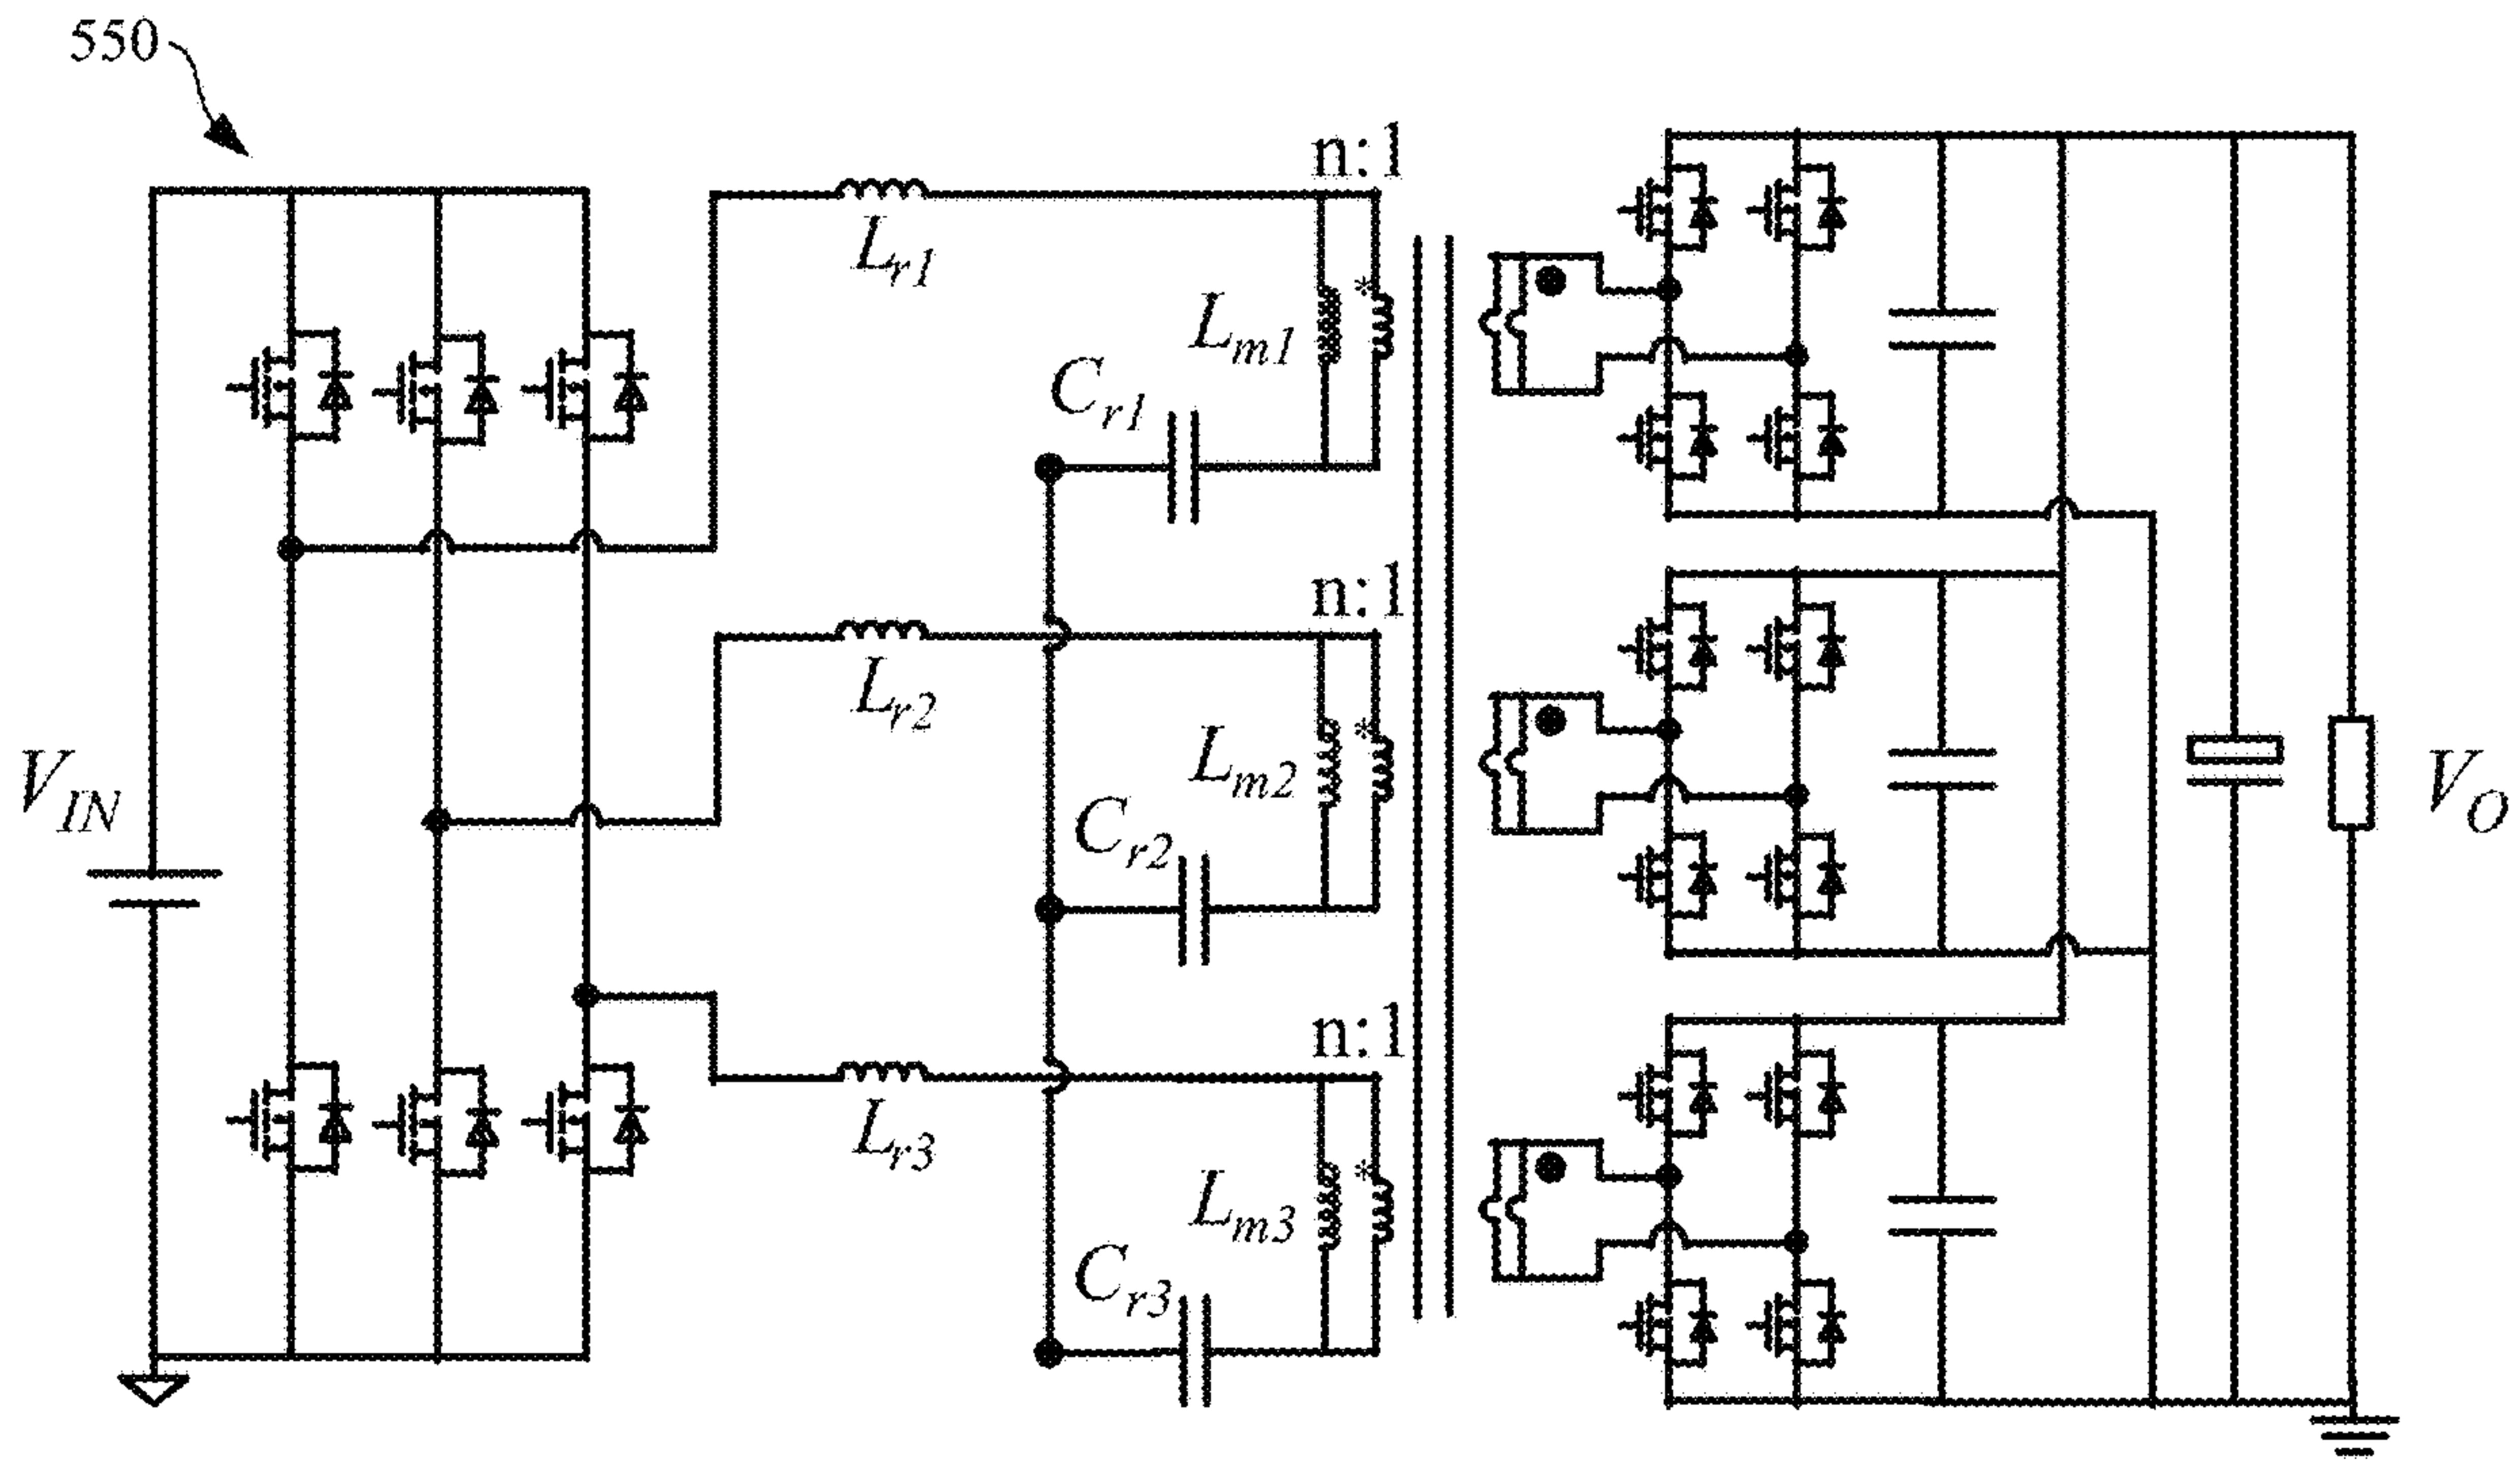 550
n:1
L_r1
L_m1
C_r1
n:1
L_r2
L_m2
V_IN
V_O
C_r2
n:1
L_r3
L_m3
C_r3